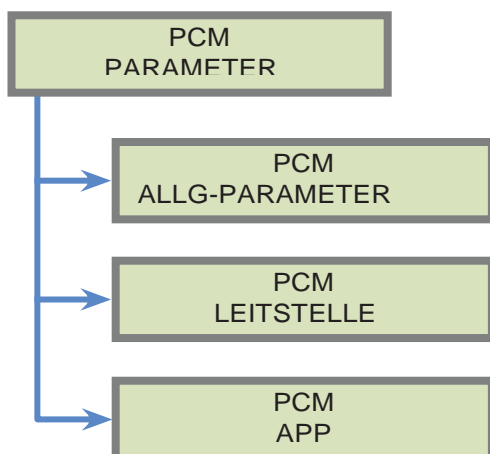 PCM
PARAMETER
PCM
ALLG-PARAMETER
PCM
LEITSTELLE
PCM
APP